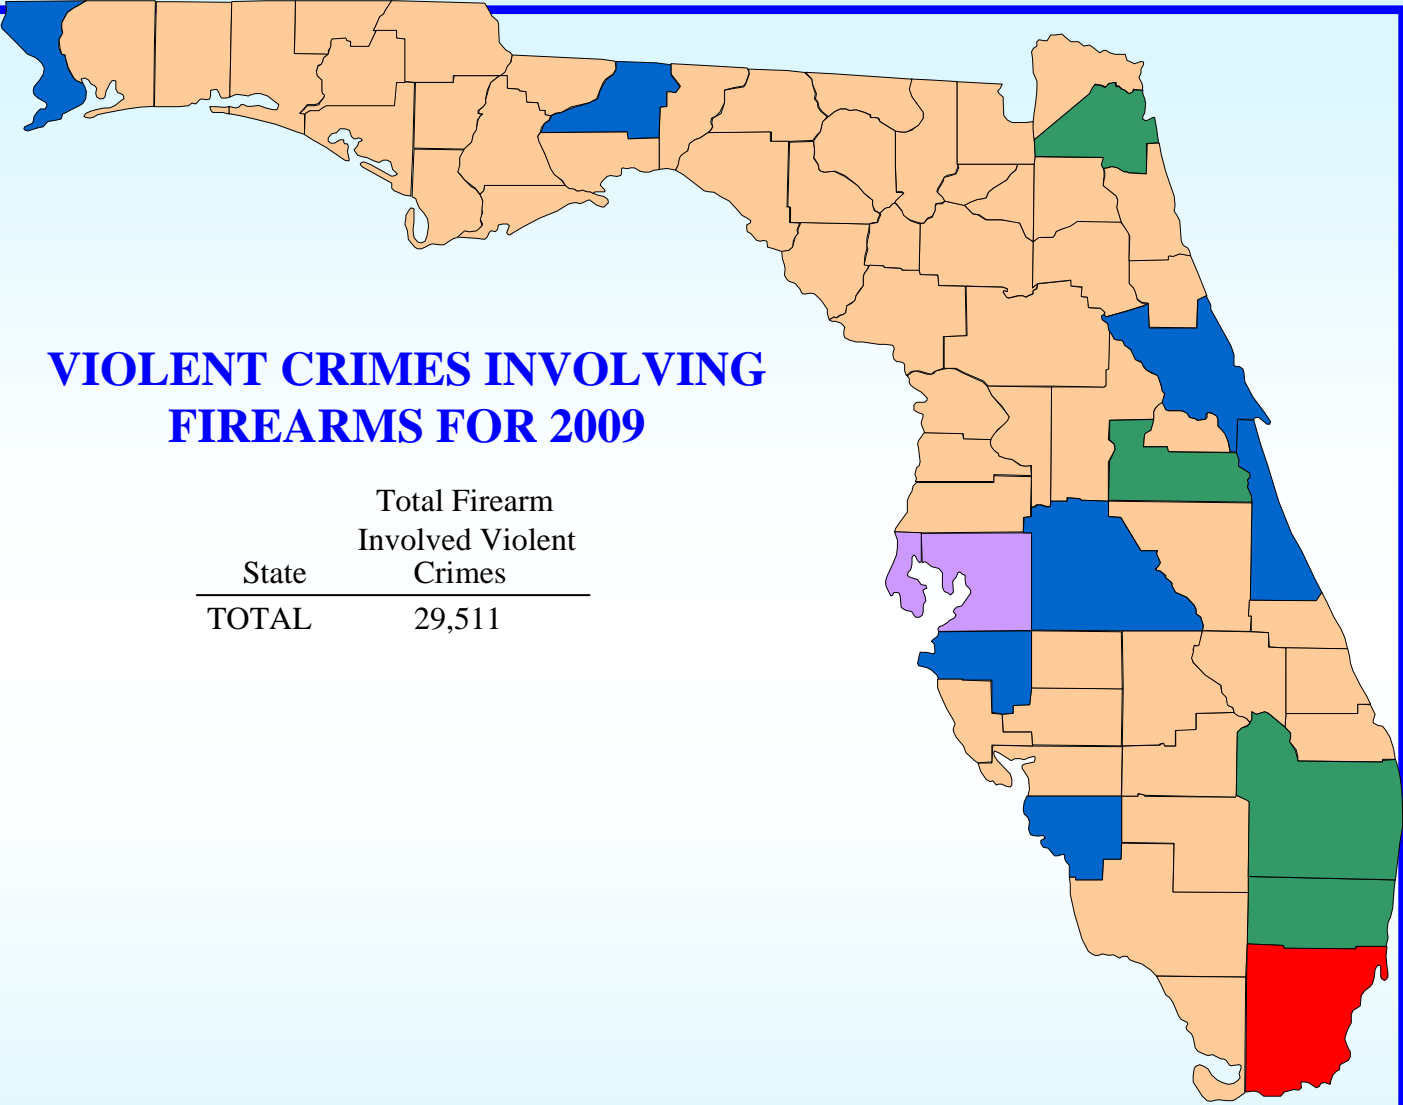 VIOLENT CRIMES INVOLVING
FIREARMS FOR 2009
Total Firearm
Involved Violent
State Crimes
TOTAL 29,511